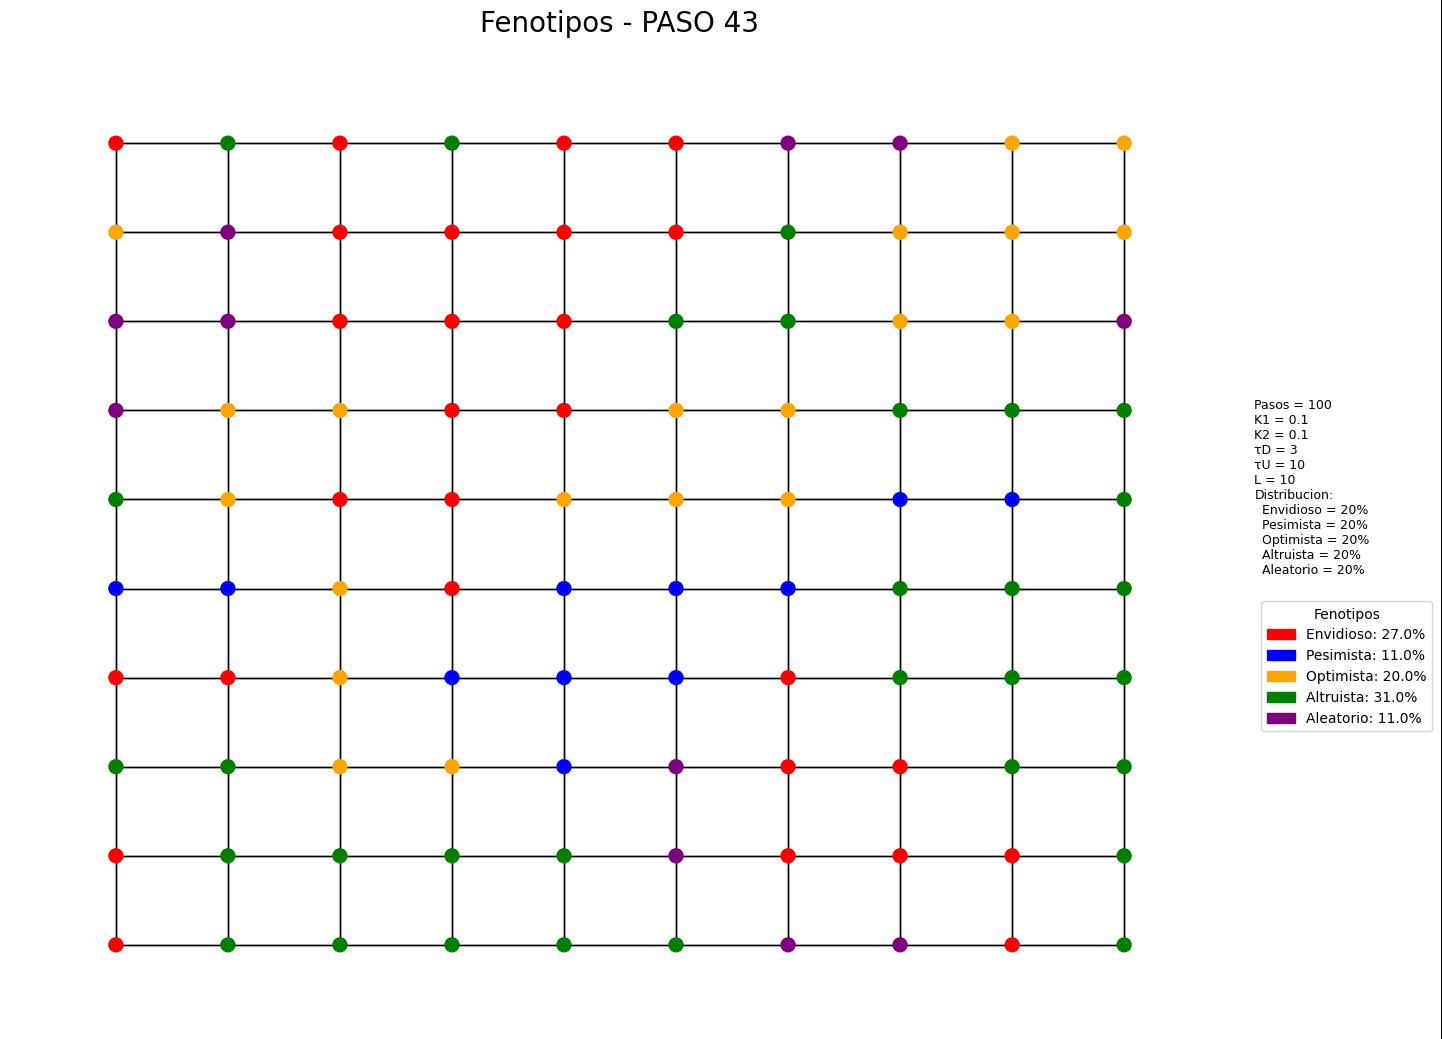 Fenotipos - PASO 43
Pasos = 100
K1 = 0.1
K2 = 0.1
τD = 3
τU = 10
L = 10
Distribucion:
Envidioso = 20%
Pesimista = 20%
Optimista = 20%
Altruista = 20%
Aleatorio = 20%
Fenotipos
Envidioso: 27.0%
Pesimista: 11.0%
Optimista: 20.0%
Altruista: 31.0%
Aleatorio: 11.0%